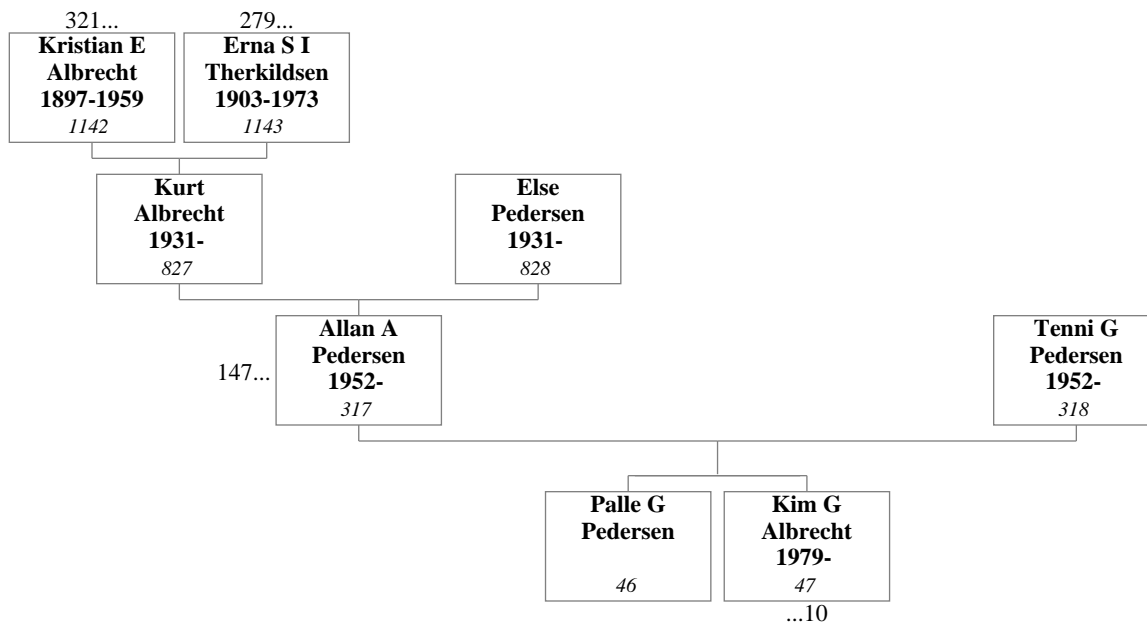 321...
279...
Kristian E
Albrecht
1897-1959
1142
Erna S I
Therkildsen
1903-1973
1143
Kurt
Albrecht
1931-
827
Else
Pedersen
1931-
828
147...
Allan A
Pedersen
1952-
317
Tenni G
Pedersen
1952-
318
Palle G
Pedersen
46
Kim G
Albrecht
1979-
47
...10